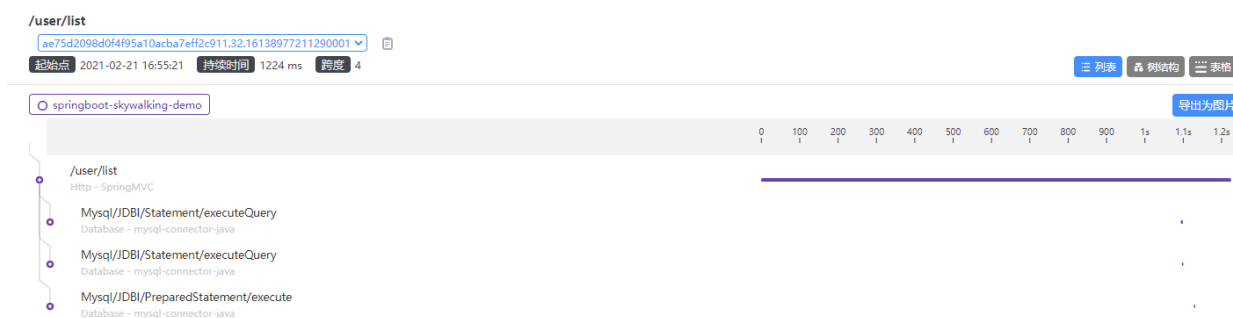 /user/list
ae75d2098d0f4f95a10acba7eff2c911.32.16138977211290001
起始点 2021-02-21 16:55:21 持续时间 1224 ms 跨度 4 列表 树结构 表格
springboot-skywalking-demo 导出为图片
0 100 200 300 400 500 600 700 800 900 1s 1.1s 1.2s
/user/list
Http - SpringMVC
Mysql/JDBI/Statement/executeQuery
Database - mysql-connector-java
Mysql/JDBI/Statement/executeQuery
Database - mysql-connector-java
Mysql/JDBI/PreparedStatement/execute
Database - mysql-connector-java